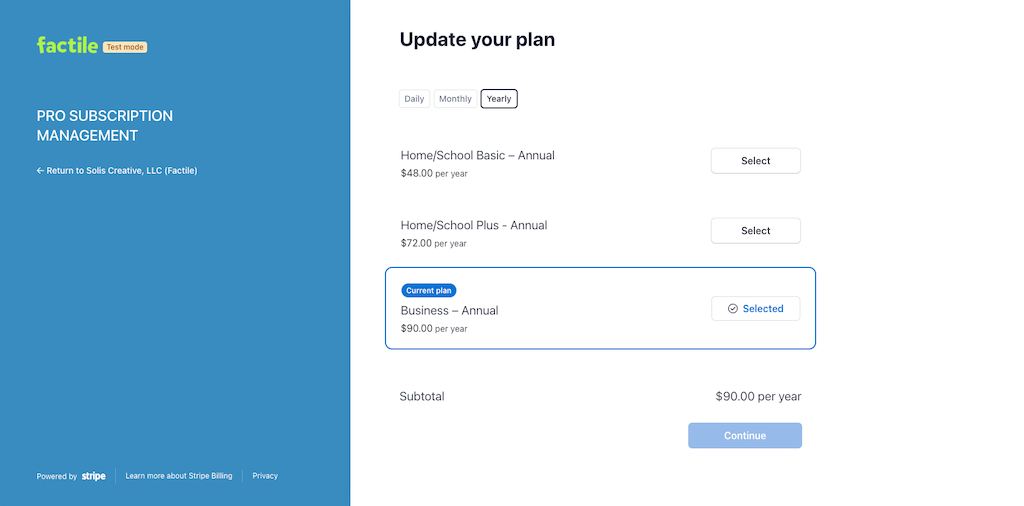 factile Test mode
PRO SUBSCRIPTION
MANAGEMENT
← Return to Solis Creative, LLC (Factile)
Powered by stripe
Learn more about Stripe Billing
Privacy
Update your plan
Daily
Monthly
Yearly
Home/School Basic – Annual
$48.00 per year
Select
Home/School Plus - Annual
$72.00 per year
Select
Current plan
Business – Annual
$90.00 per year
Selected
Subtotal
$90.00 per year
Continue